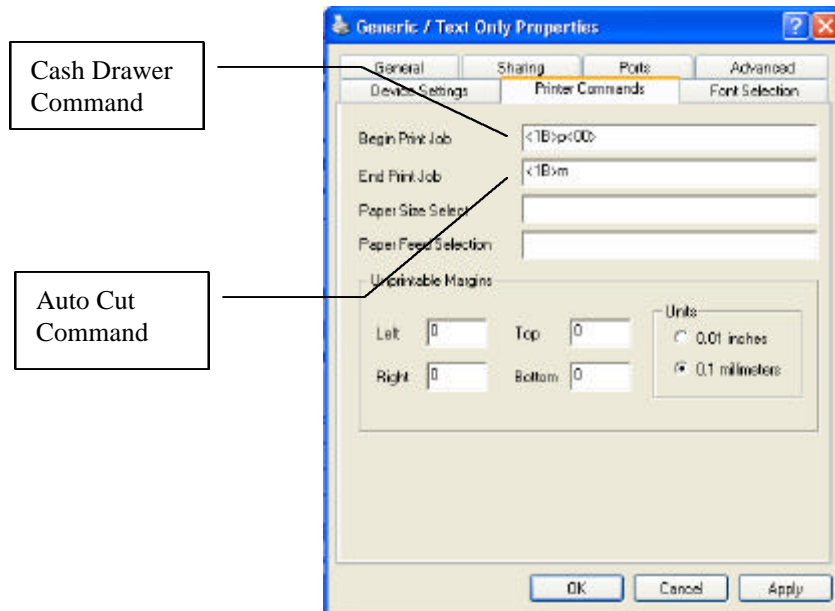 Generic / Text Only Properties
Cash Drawer
Command
General Sharing Ports Advanced
Device Settings Printer Commands Font Selection
Begin Print Job <1B>p<00>
End Print Job <1B>m
Paper Size Select
Paper Feed Selection
Auto Cut
Command
Unprintable Margins
Left 0 Top 0
Right 0 Bottom 0
Units
0.01 inches
0.1 millimeters
OK Cancel Apply